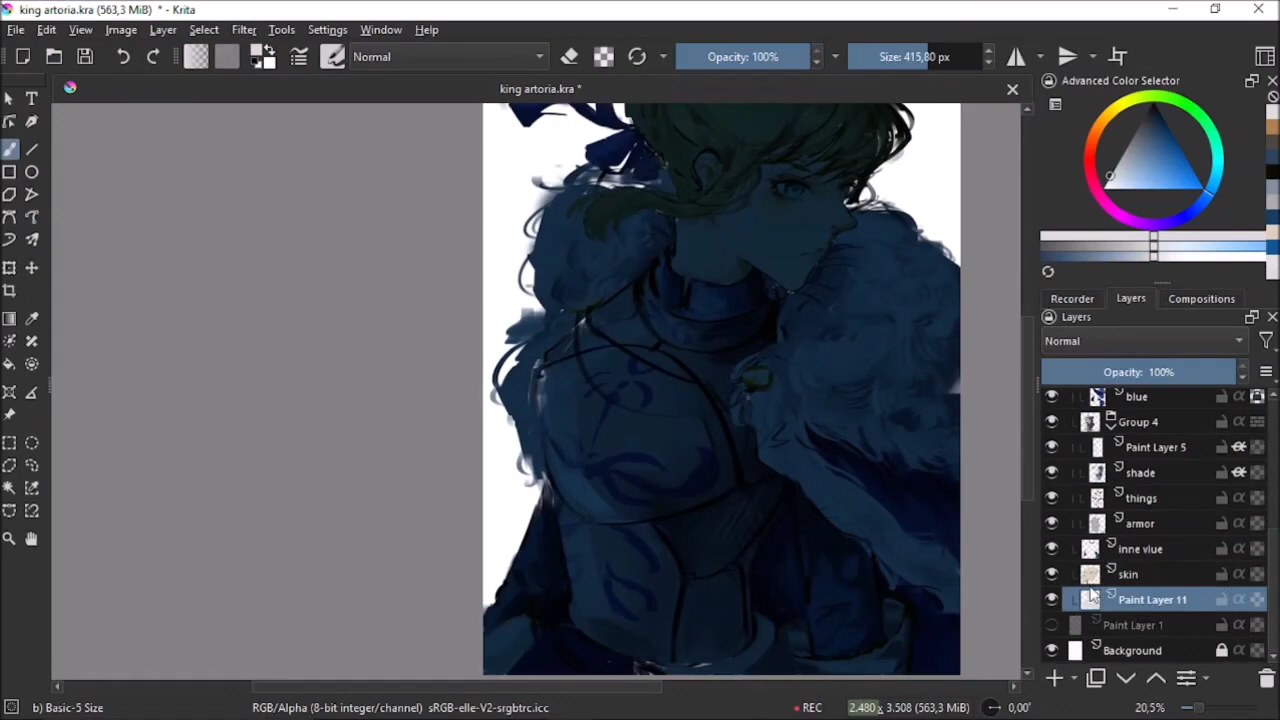 king artoria.kra (563,3 MiB) * - Krita
File Edit View Image Layer Select Filter Tools Settings Window Help
Normal Opacity: 100% Size: 415,80 px
king artoria.kra *
Advanced Color Selector
Recorder Layers Compositions
Layers
Normal
Opacity: 100%
blue
Group 4
Paint Layer 5
shade
things
armor
inne vlue
skin
Paint Layer 11
Paint Layer 1
Background
b) Basic-5 Size RGB/Alpha (8-bit integer/channel) sRGB-elle-V2-srgbtrc.icc REC 2.480 x 3.508 (563,3 MiB) 0,00° 20,5%